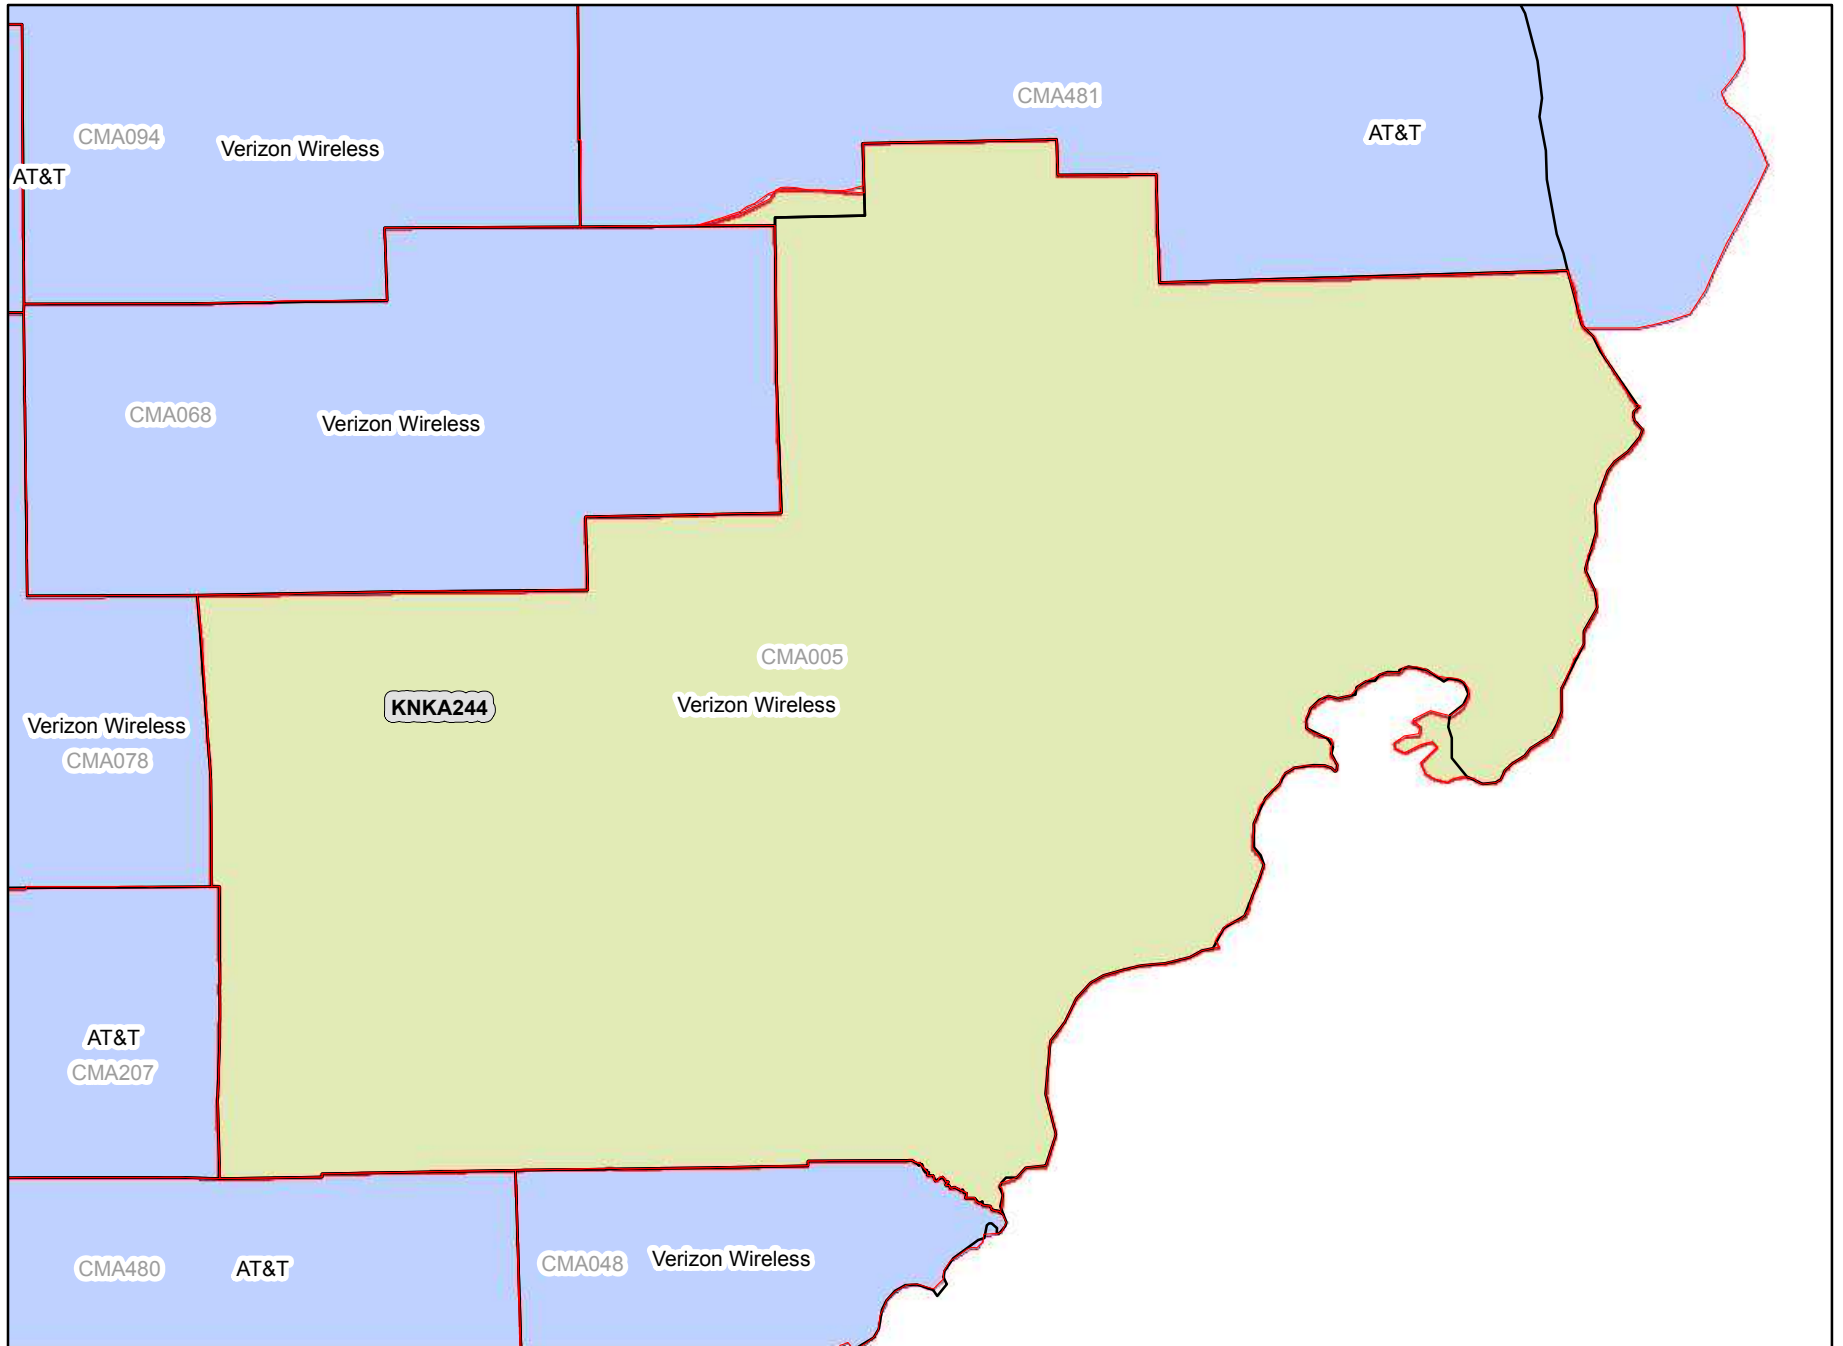 CMA481
AT&T
CMA094
Verizon Wireless
AT&T
CMA068
Verizon Wireless
CMA005
Verizon Wireless
KNKA244
Verizon Wireless
CMA078
AT&T
CMA207
CMA480
AT&T
CMA048
Verizon Wireless